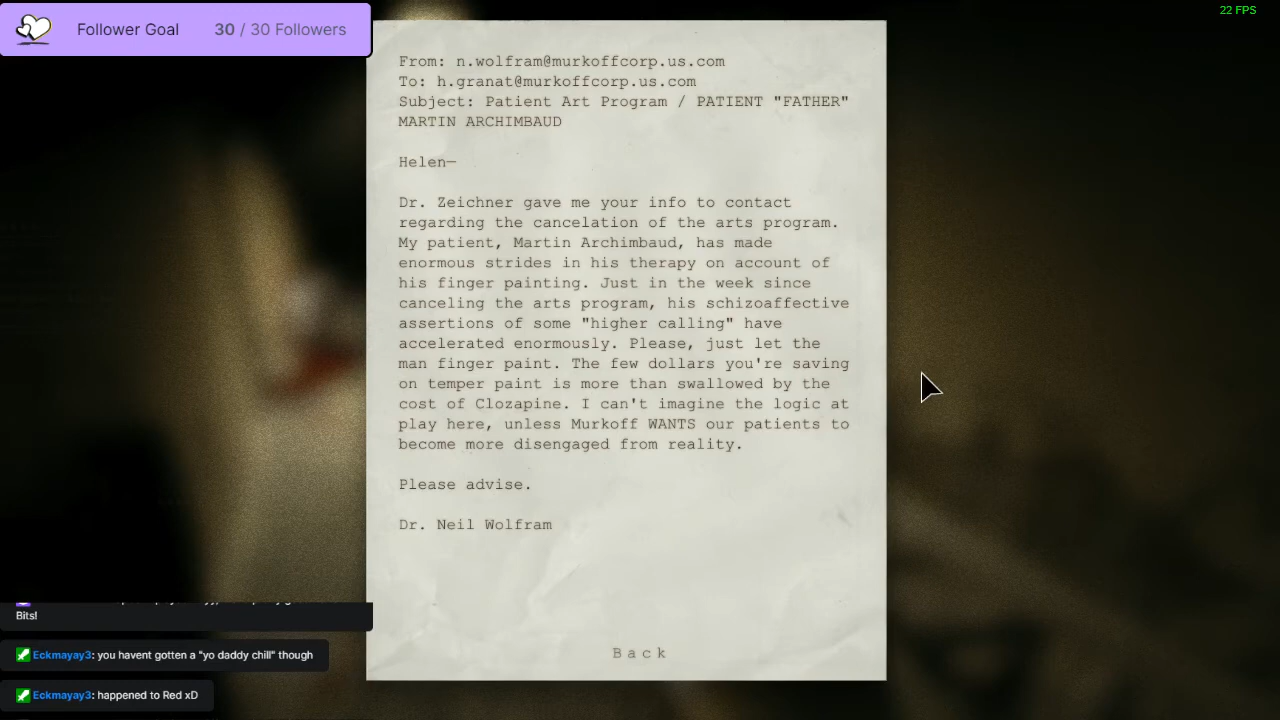 22 FPS
Follower Goal 30 / 30 Followers
From: n.wolfram@murkoffcorp.us.com
To: h.granat@murkoffcorp.us.com
Subject: Patient Art Program / PATIENT "FATHER"
MARTIN ARCHIMBAUD
Helen—
Dr. Zeichner gave me your info to contact
regarding the cancelation of the arts program.
My patient, Martin Archimbaud, has made
enormous strides in his therapy on account of
his finger painting. Just in the week since
canceling the arts program, his schizoaffective
assertions of some "higher calling" have
accelerated enormously. Please, just let the
man finger paint. The few dollars you're saving
on temper paint is more than swallowed by the
cost of Clozapine. I can't imagine the logic at
play here, unless Murkoff WANTS our patients to
become more disengaged from reality.
Please advise.
Dr. Neil Wolfram
Back
Bits!
Eckmayay3: you havent gotten a "yo daddy chill" though
Eckmayay3: happened to Red xD